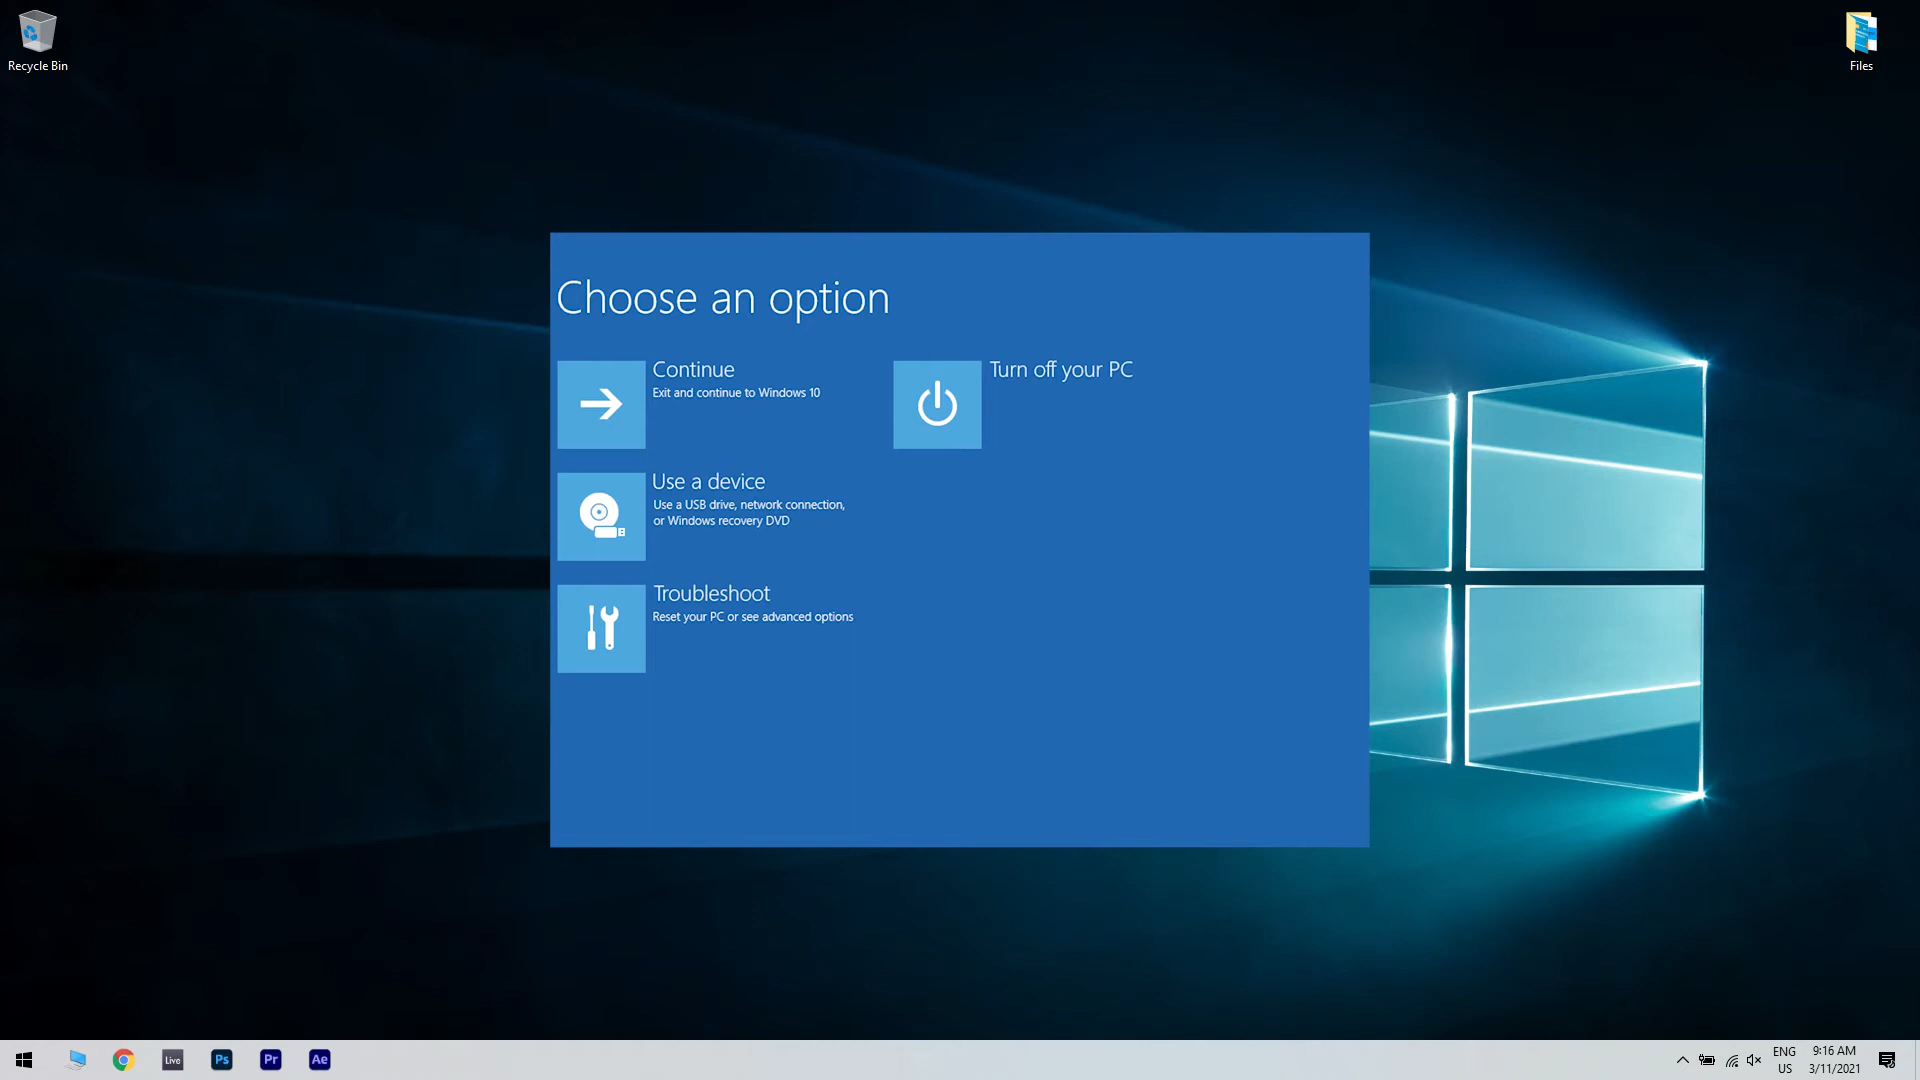 Recycle Bin
Files
Choose an option
Continue
Exit and continue to Windows 10
Turn off your PC
Use a device
Use a USB drive, network connection,
or Windows recovery DVD
Troubleshoot
Reset your PC or see advanced options
Live
Ps
Pr
Ae
ENG
US
9:16 AM
3/11/2021